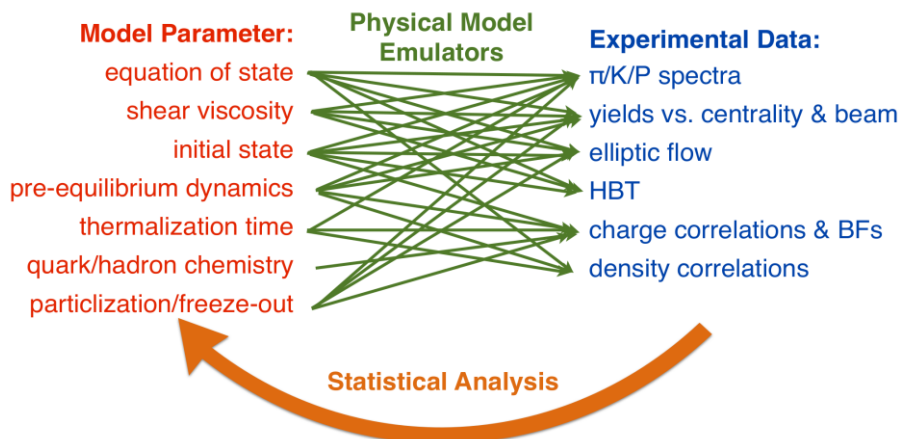 Model Parameter:
equation of state
shear viscosity
initial state
pre-equilibrium dynamics
thermalization time
quark/hadron chemistry
particlization/freeze-out
Physical Model
Emulators
Experimental Data:
π/K/P spectra
yields vs. centrality & beam
elliptic flow
HBT
charge correlations & BFs
density correlations
Statistical Analysis